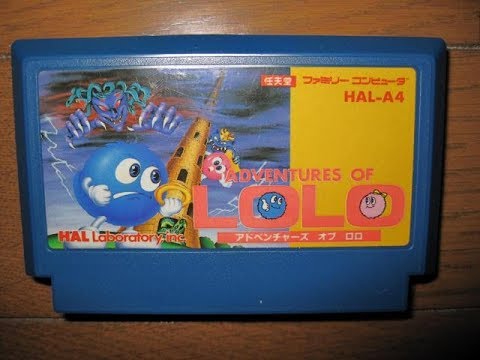 任天堂 ファミリーコンピュータ
HAL-A4
ADVENTURES OF
LOLO
アドベンチャーズ オブ ロロ
HAL Laboratory, inc.